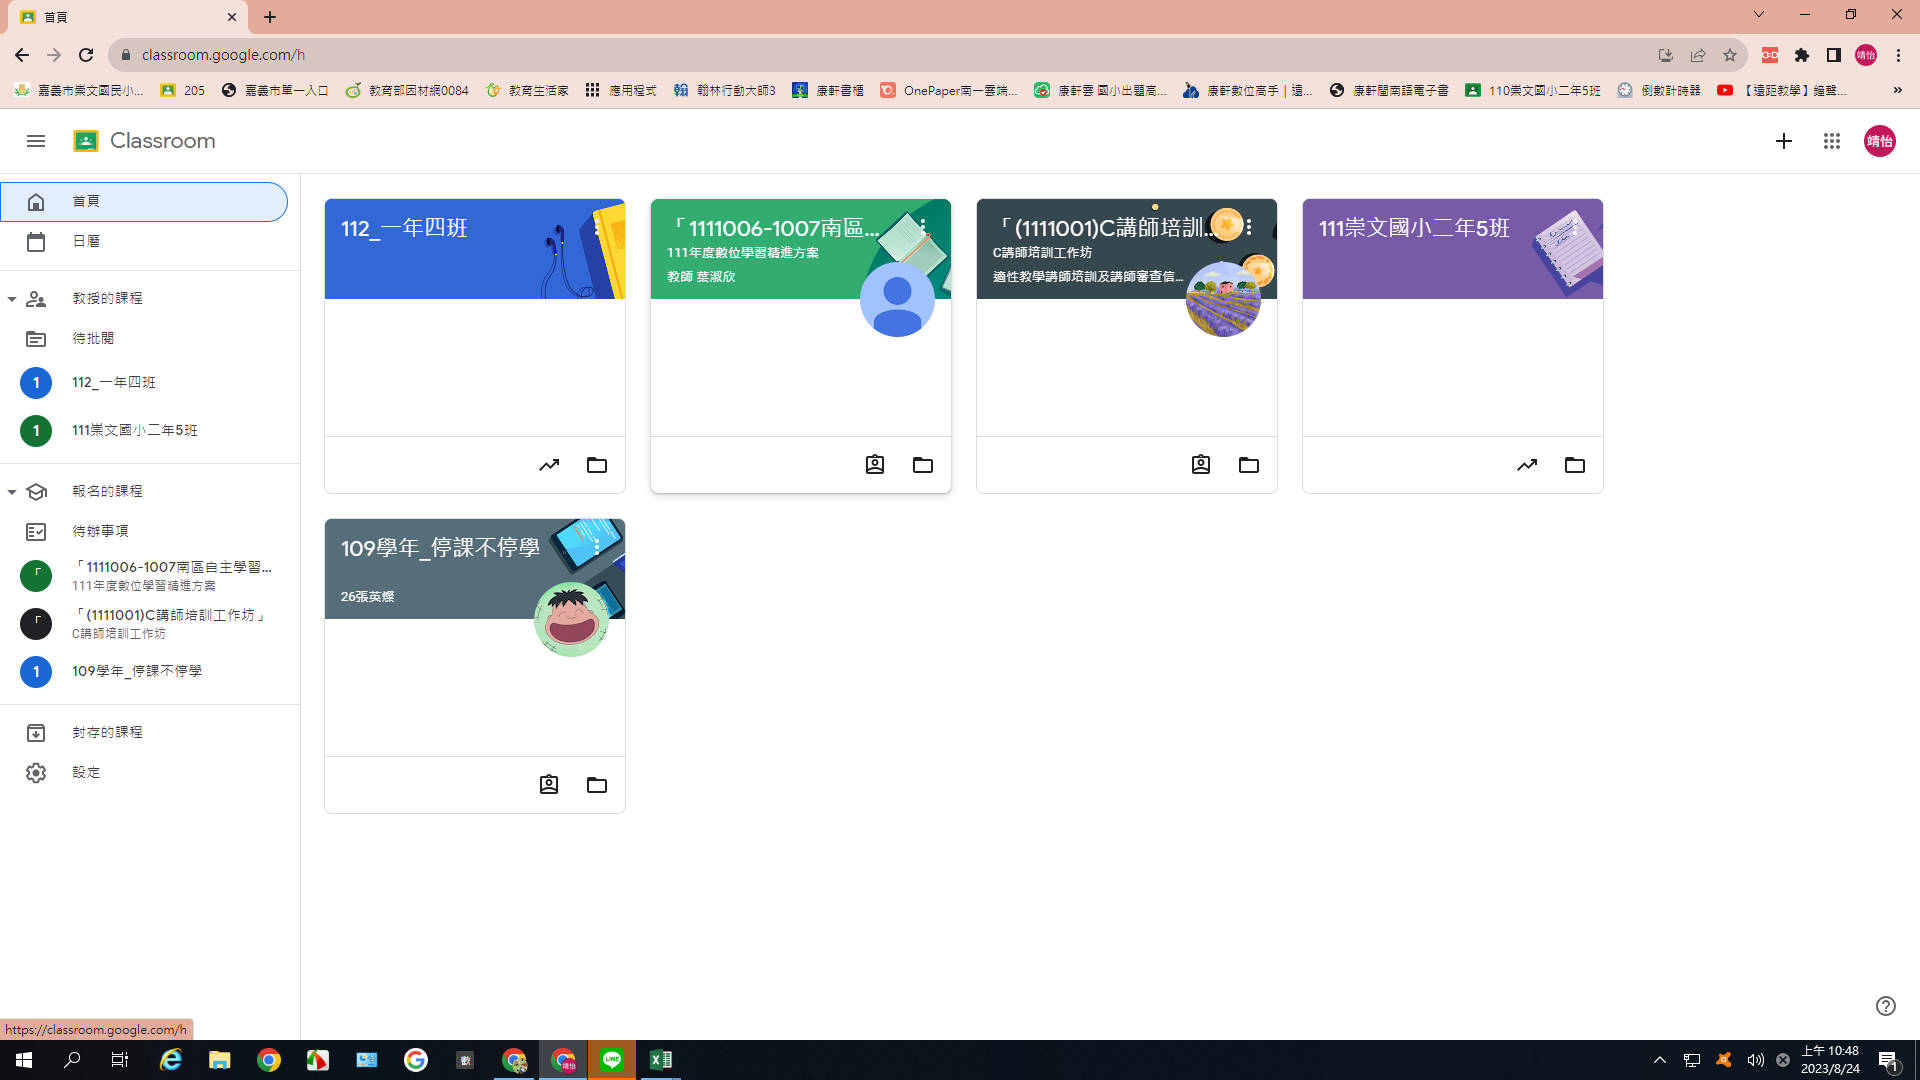 首頁
classroom.google.com/h
靖怡
嘉義市崇文國民小...
205
嘉義市單一入口
教育部因材網0084
教育生活家
應用程式
翰林行動大師3
康軒書櫃
OnePaper南一雲端...
康軒雲 國小出題高...
康軒數位高手 | 遠...
康軒閩南語電子書
110崇文國小二年5班
倒數計時器
【遠距教學】鐘聲...
Classroom
靖怡
首頁
日曆
教授的課程
待批閱
1 112_一年四班
1 111崇文國小二年5班
報名的課程
待辦事項
「 「1111006-1007南區自主學習...
111年度數位學習精進方案
「 「(1111001)C講師培訓工作坊」
C講師培訓工作坊
1 109學年_停課不停學
封存的課程
設定
112_一年四班
「1111006-1007南區...
111年度數位學習精進方案
教師 葉淑欣
「(1111001)C講師培訓...
C講師培訓工作坊
適性教學講師培訓及講師審查信...
111崇文國小二年5班
109學年_停課不停學
26張英燦
https://classroom.google.com/h
上午 10:48
2023/8/24
1